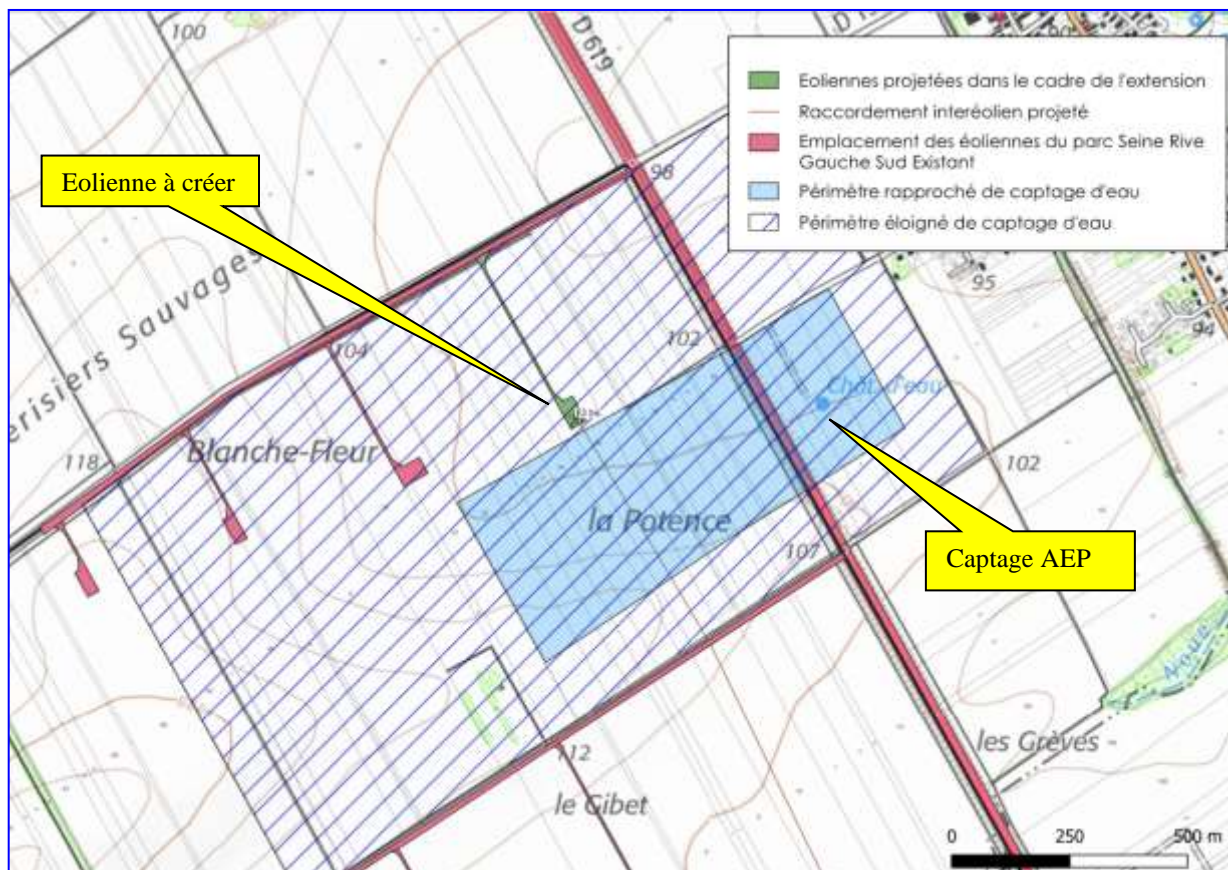 100
D 619
90
Eoliennes projetées dans le cadre de l'extension
Raccordement interéolien projeté
Emplacement des éoliennes du parc Seine Rive
Gauche Sud Existant
Périmètre rapproché de captage d'eau
Périmètre éloigné de captage d'eau
Eolienne à créer
98
95
94
erisiers Sauvages
104
102
Chât. d'eau
Blanche-Fleur
118
102
la Potence
107
Captage AEP
les Grèves
112
le Gibet
0 250 500 m